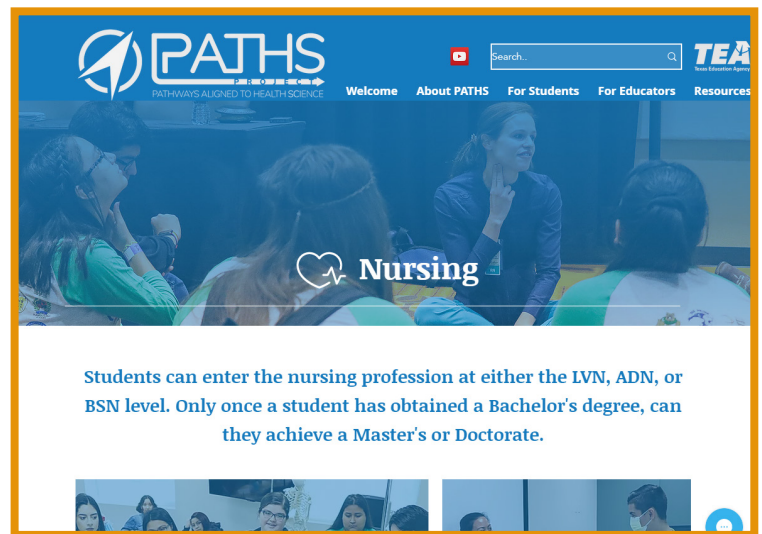 PATHS
PROJECT
PATHWAYS ALIGNED TO HEALTH SCIENCE
Search..
TEA
Texas Education Agency
Welcome About PATHS For Students For Educators Resources
Nursing
Students can enter the nursing profession at either the LVN, ADN, or
BSN level. Only once a student has obtained a Bachelor's degree, can
they achieve a Master's or Doctorate.